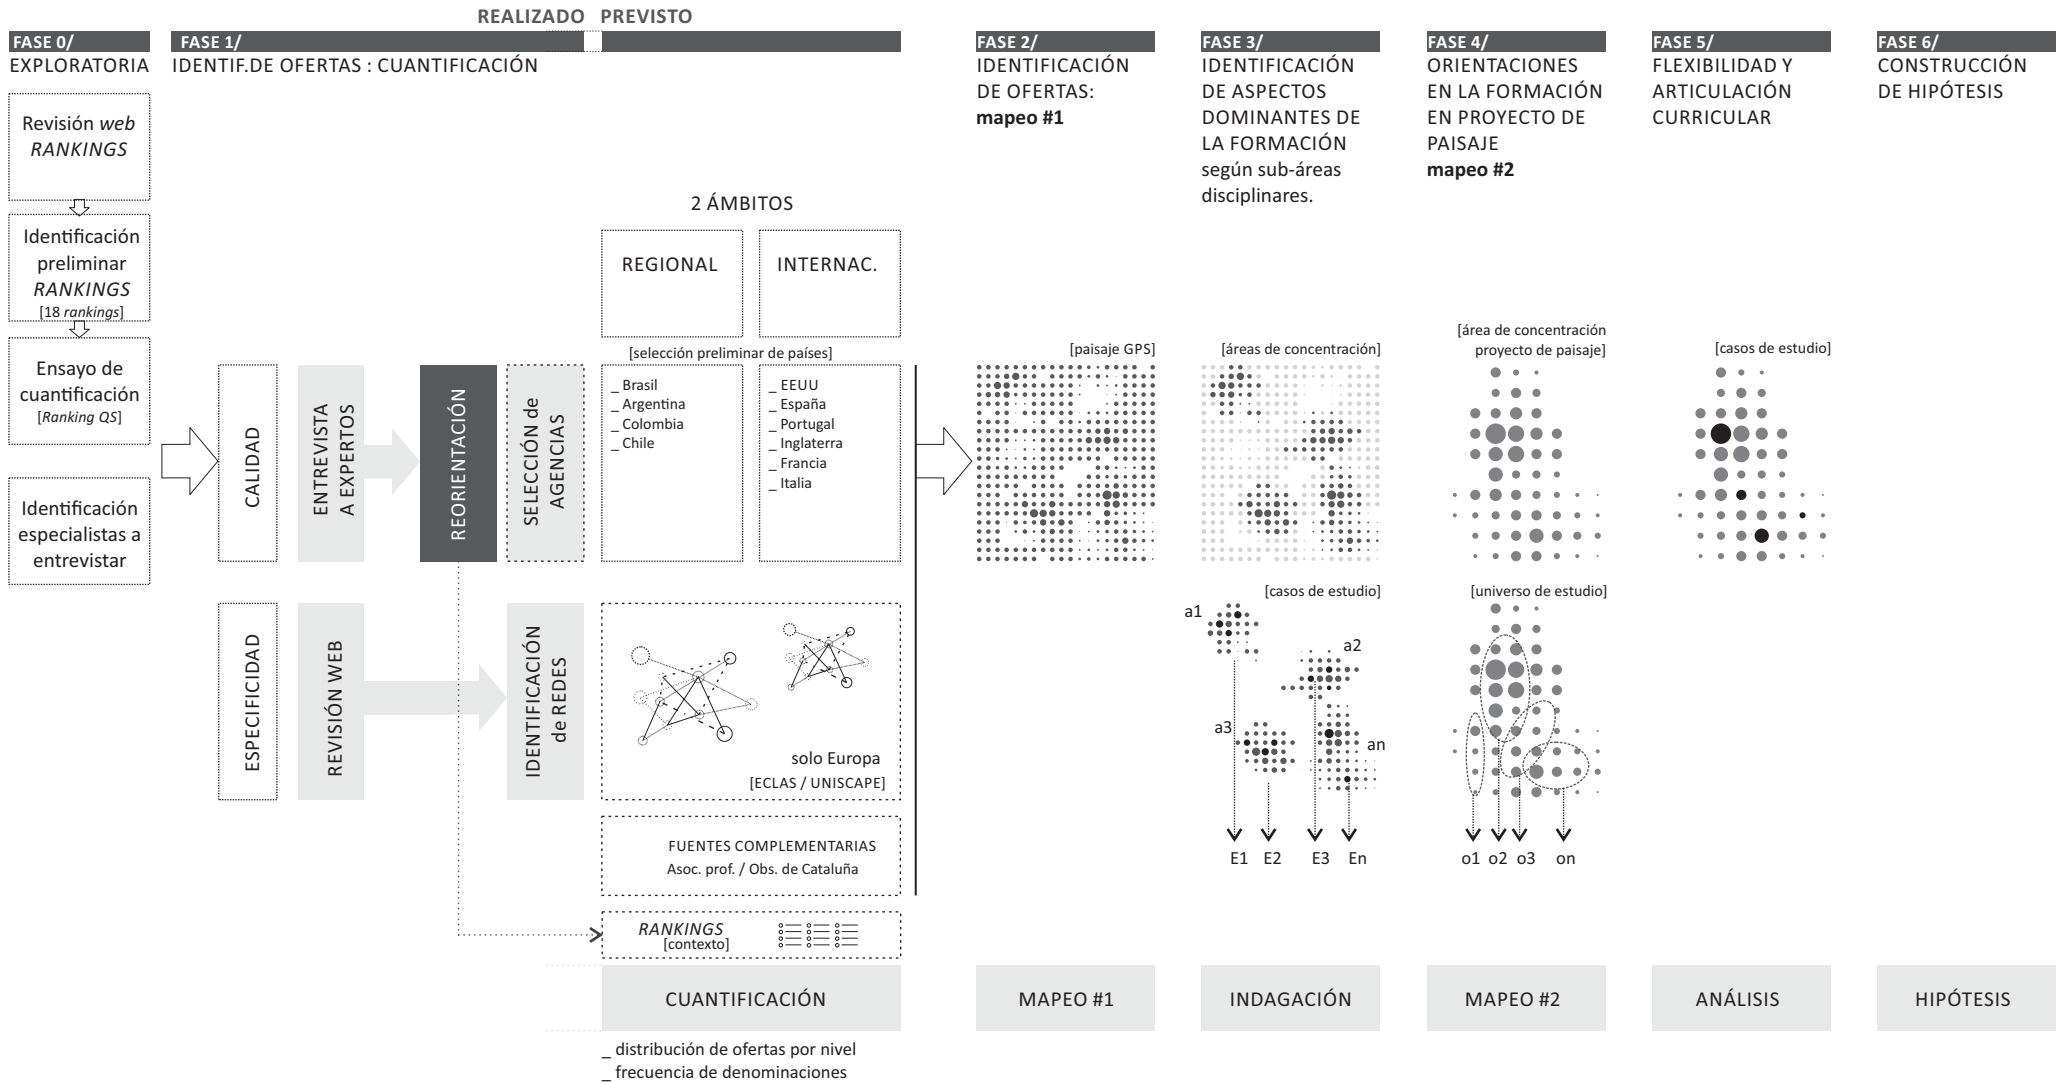 REALIZADO PREVISTO
FASE 0/
EXPLORATORIA
Revisión web
RANKINGS
Identificación
preliminar
RANKINGS
[18 rankings]
Ensayo de
cuantificación
[Ranking QS]
Identificación
especialistas a
entrevistar
FASE 1/
IDENTIF.DE OFERTAS : CUANTIFICACIÓN
CALIDAD
ENTREVISTA
A EXPERTOS
REORIENTACIÓN
SELECCIÓN de
AGENCIAS
ESPECIFICIDAD
REVISIÓN WEB
IDENTIFICACIÓN
de REDES
2 ÁMBITOS
REGIONAL
INTERNAC.
[selección preliminar de países]
_ Brasil
_ Argentina
_ Colombia
_ Chile
_ EEUU
_ España
_ Portugal
_ Inglaterra
_ Francia
_ Italia
solo Europa
[ECLAS / UNISCAPE]
FUENTES COMPLEMENTARIAS
Asoc. prof. / Obs. de Cataluña
RANKINGS
[contexto]
CUANTIFICACIÓN
_ distribución de ofertas por nivel
_ frecuencia de denominaciones
FASE 2/
IDENTIFICACIÓN
DE OFERTAS:
mapeo #1
[paisaje GPS]
MAPEO #1
FASE 3/
IDENTIFICACIÓN
DE ASPECTOS
DOMINANTES DE
LA FORMACIÓN
según sub-áreas
disciplinares.
[áreas de concentración]
[casos de estudio]
a1
a2
a3
an
E1 E2 E3 En
INDAGACIÓN
FASE 4/
ORIENTACIONES
EN LA FORMACIÓN
EN PROYECTO DE
PAISAJE
mapeo #2
[área de concentración
proyecto de paisaje]
[universo de estudio]
o1 o2 o3 on
MAPEO #2
FASE 5/
FLEXIBILIDAD Y
ARTICULACIÓN
CURRICULAR
[casos de estudio]
ANÁLISIS
FASE 6/
CONSTRUCCIÓN
DE HIPÓTESIS
HIPÓTESIS